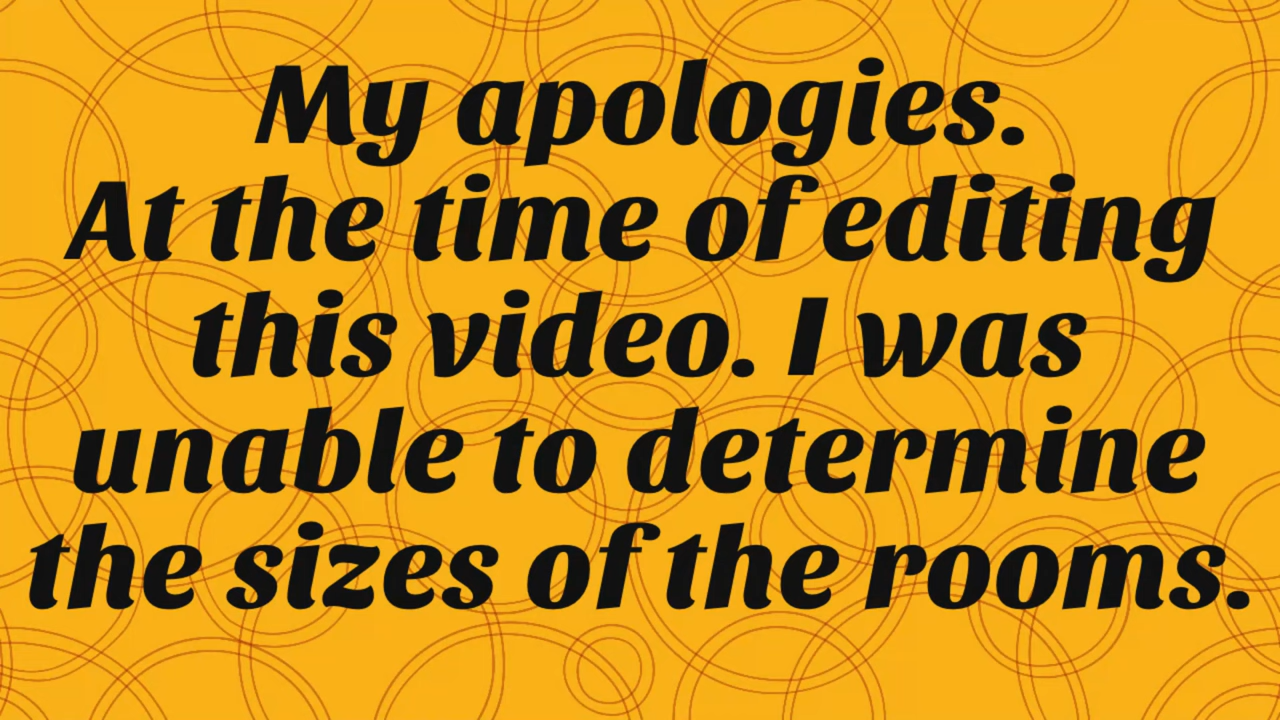 My apologies.
At the time of editing
this video. I was
unable to determine
the sizes of the rooms.